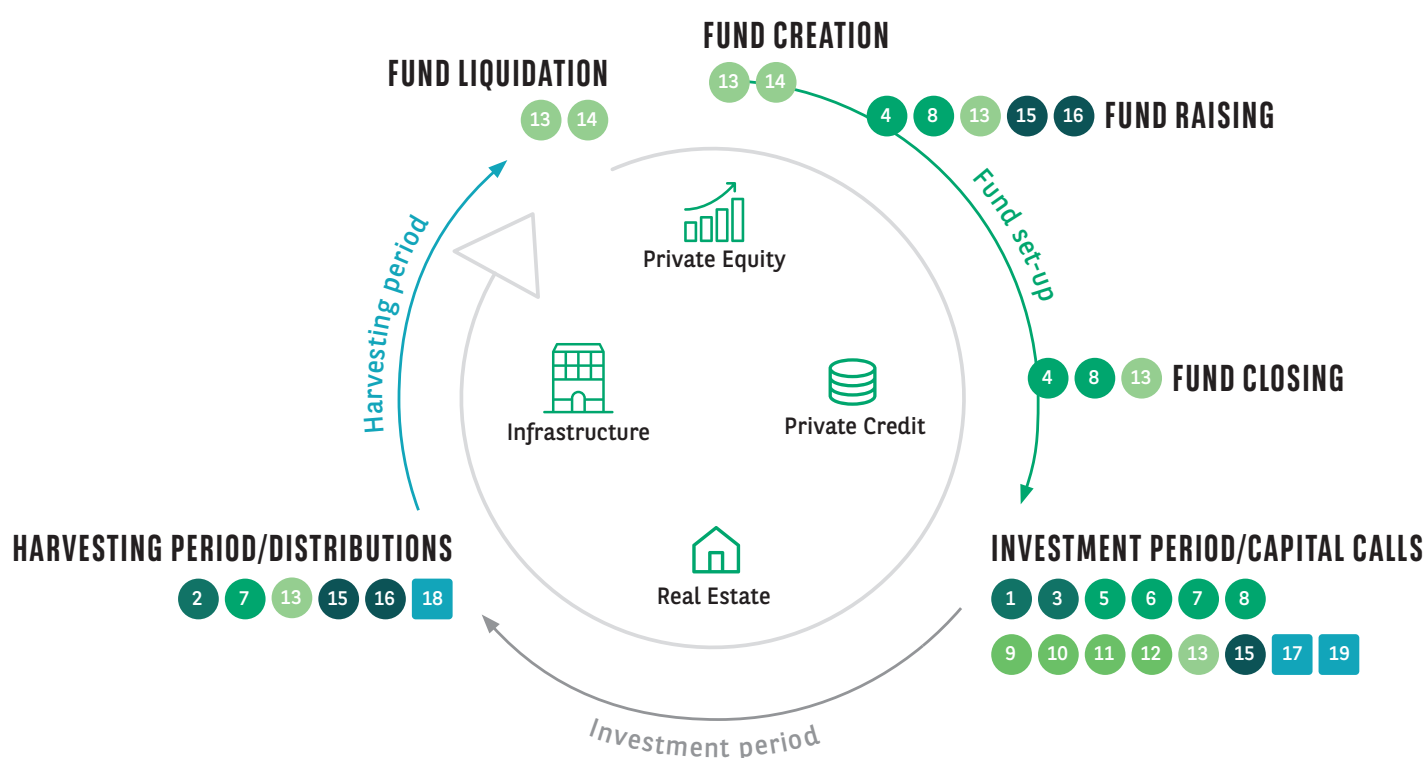 FUND CREATION
13 14
FUND LIQUIDATION
13 14
4 8 13 15 16 FUND RAISING
Fund set-up
Harvesting period
Private Equity
4 8 13 FUND CLOSING
Infrastructure
Private Credit
HARVESTING PERIOD/DISTRIBUTIONS
2 7 13 15 16 18
INVESTMENT PERIOD/CAPITAL CALLS
1 3 5 6 7 8
9 10 11 12 13 15 17 19
Real Estate
Investment period